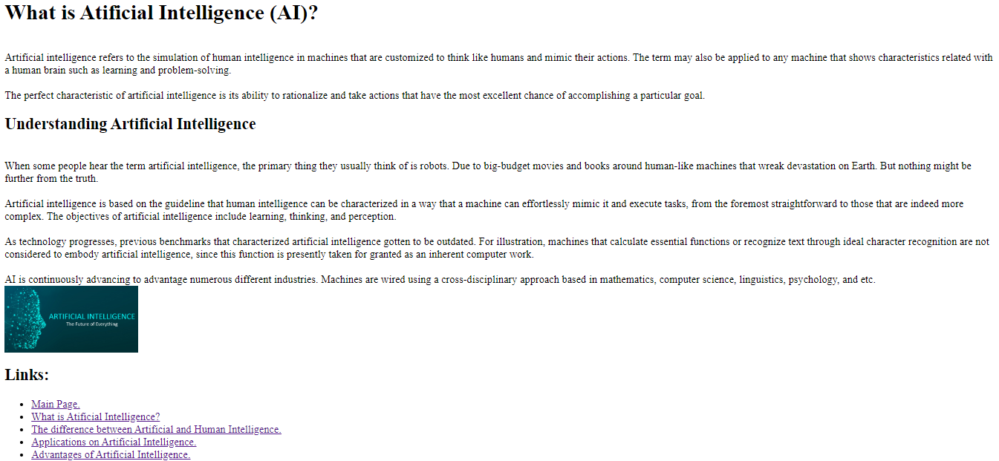 What is Atificial Intelligence (AI)?
Artificial intelligence refers to the simulation of human intelligence in machines that are customized to think like humans and mimic their actions. The term may also be applied to any machine that shows characteristics related with
a human brain such as learning and problem-solving.
The perfect characteristic of artificial intelligence is its ability to rationalize and take actions that have the most excellent chance of accomplishing a particular goal.
Understanding Artificial Intelligence
When some people hear the term artificial intelligence, the primary thing they usually think of is robots. Due to big-budget movies and books around human-like machines that wreak devastation on Earth. But nothing might be
further from the truth.
Artificial intelligence is based on the guideline that human intelligence can be characterized in a way that a machine can effortlessly mimic it and execute tasks, from the foremost straightforward to those that are indeed more
complex. The objectives of artificial intelligence include learning, thinking, and perception.
As technology progresses, previous benchmarks that characterized artificial intelligence gotten to be outdated. For illustration, machines that calculate essential functions or recognize text through ideal character recognition are not
considered to embody artificial intelligence, since this function is presently taken for granted as an inherent computer work.
AI is continuously advancing to advantage numerous different industries. Machines are wired using a cross-disciplinary approach based in mathematics, computer science, linguistics, psychology, and etc.
ARTIFICIAL INTELLIGENCE
The Future of Everything
Links:
• Main Page.
• What is Atificial Intelligence?
• The difference between Artificial and Human Intelligence.
• Applications on Artificial Intelligence.
• Advantages of Artificial Intelligence.